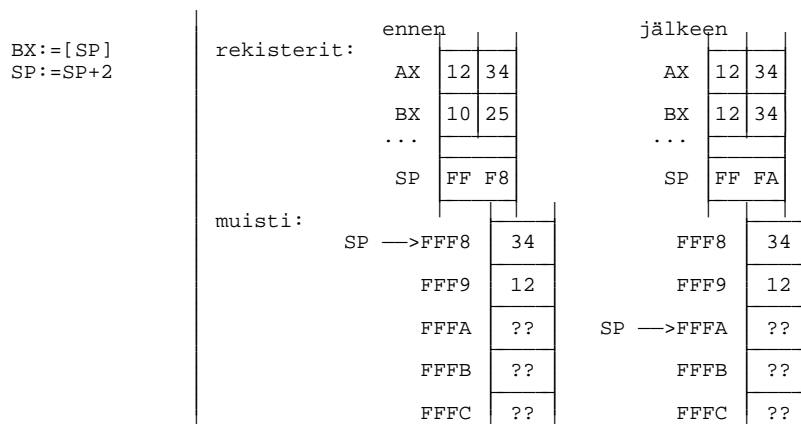 ennen jälkeen
BX:=[SP] rekisterit:
SP:=SP+2 AX 12 34 AX 12 34
BX 10 25 BX 12 34
... ...
SP FF F8 SP FF FA
muisti:
SP —>FFF8 34 FFF8 34
FFF9 12 FFF9 12
FFFA ?? SP —>FFFA ??
FFFB ?? FFFB ??
FFFC ?? FFFC ??